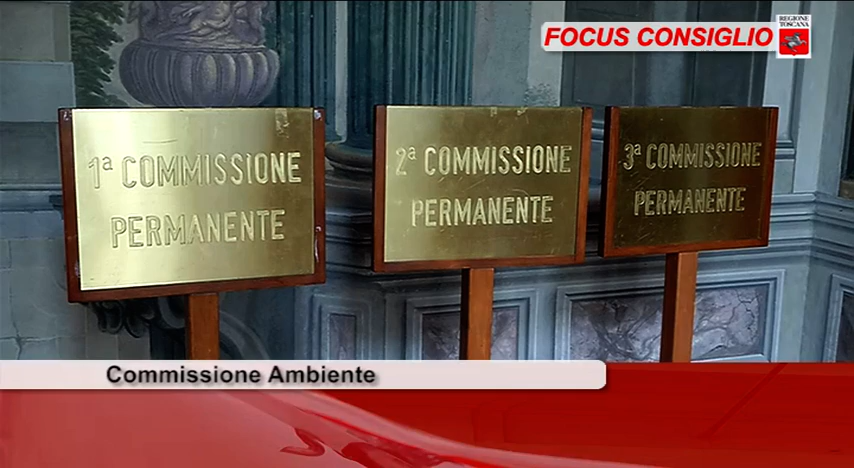 FOCUS CONSIGLIO
REGIONE
TOSCANA
1ª COMMISSIONE
PERMANENTE
2ª COMMISSIONE
PERMANENTE
3ª COMMISSIONE
PERMANENTE
Commissione Ambiente